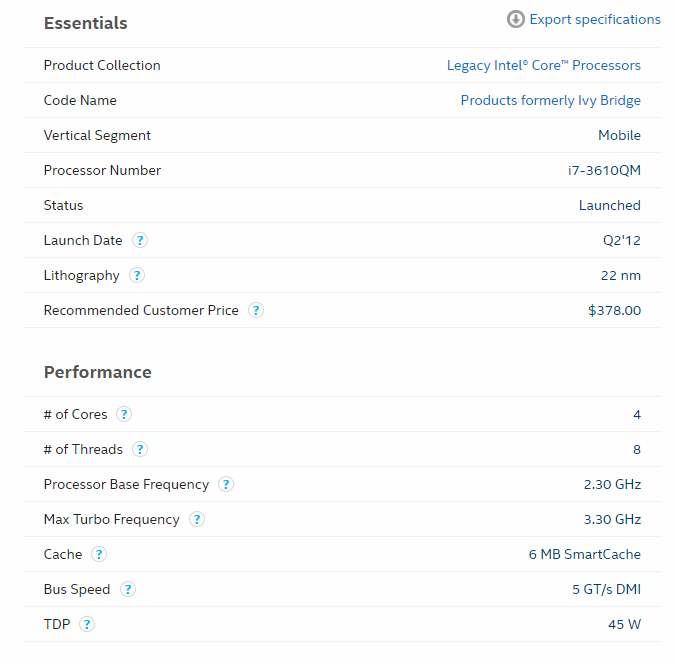 Essentials
Export specifications
Product Collection Legacy Intel® Core™ Processors
Code Name Products formerly Ivy Bridge
Vertical Segment Mobile
Processor Number i7-3610QM
Status Launched
Launch Date ? Q2'12
Lithography ? 22 nm
Recommended Customer Price ? $378.00
Performance
# of Cores ? 4
# of Threads ? 8
Processor Base Frequency ? 2.30 GHz
Max Turbo Frequency ? 3.30 GHz
Cache ? 6 MB SmartCache
Bus Speed ? 5 GT/s DMI
TDP ? 45 W